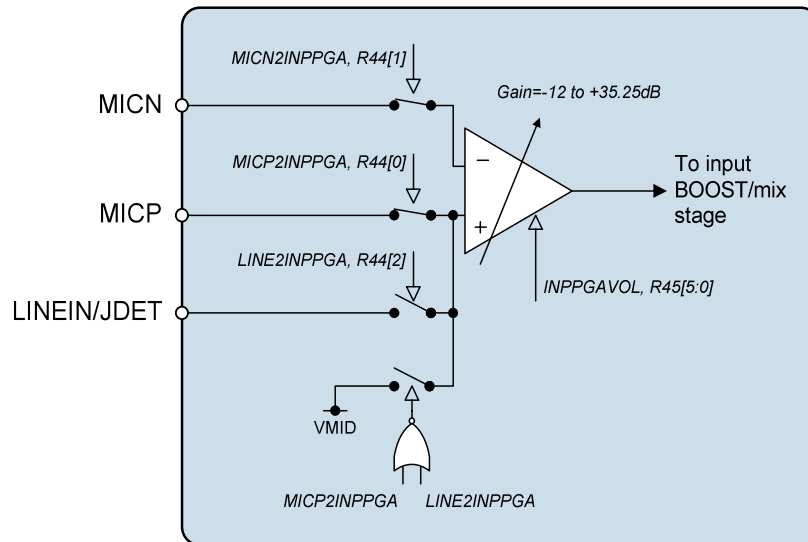 MICN2INPPGA, R44[1]
Gain=-12 to +35.25dB
MICN
MICP2INPPGA, R44[0]
To input
BOOST/mix
stage
−
MICP
+
LINE2INPPGA, R44[2]
INPPGAVOL, R45[5:0]
LINEIN/JDET
VMID
MICP2INPPGA LINE2INPPGA